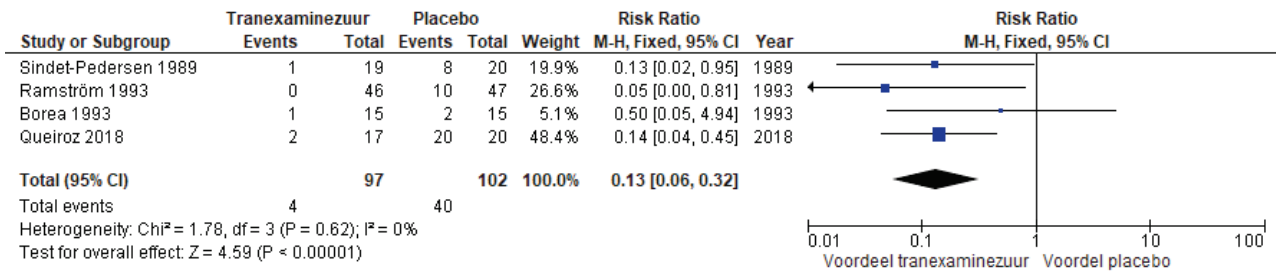 Tranexaminezuur Placebo Risk Ratio Risk Ratio
Study or Subgroup Events Total Events Total Weight M-H, Fixed, 95% CI Year M-H, Fixed, 95% CI
Sindet-Pedersen 1989 1 19 8 20 19.9% 0.13 [0.02, 0.95] 1989
Ramström 1993 0 46 10 47 26.6% 0.05 [0.00, 0.81] 1993
Borea 1993 1 15 2 15 5.1% 0.50 [0.05, 4.94] 1993
Queiroz 2018 2 17 20 20 48.4% 0.14 [0.04, 0.45] 2018
Total (95% CI) 97 102 100.0% 0.13 [0.06, 0.32]
Total events 4 40
Heterogeneity: Chi² = 1.78, df = 3 (P = 0.62); I² = 0%
Test for overall effect: Z = 4.59 (P < 0.00001)
0.01 0.1 1 10 100
Voordeel tranexaminezuur Voordel placebo